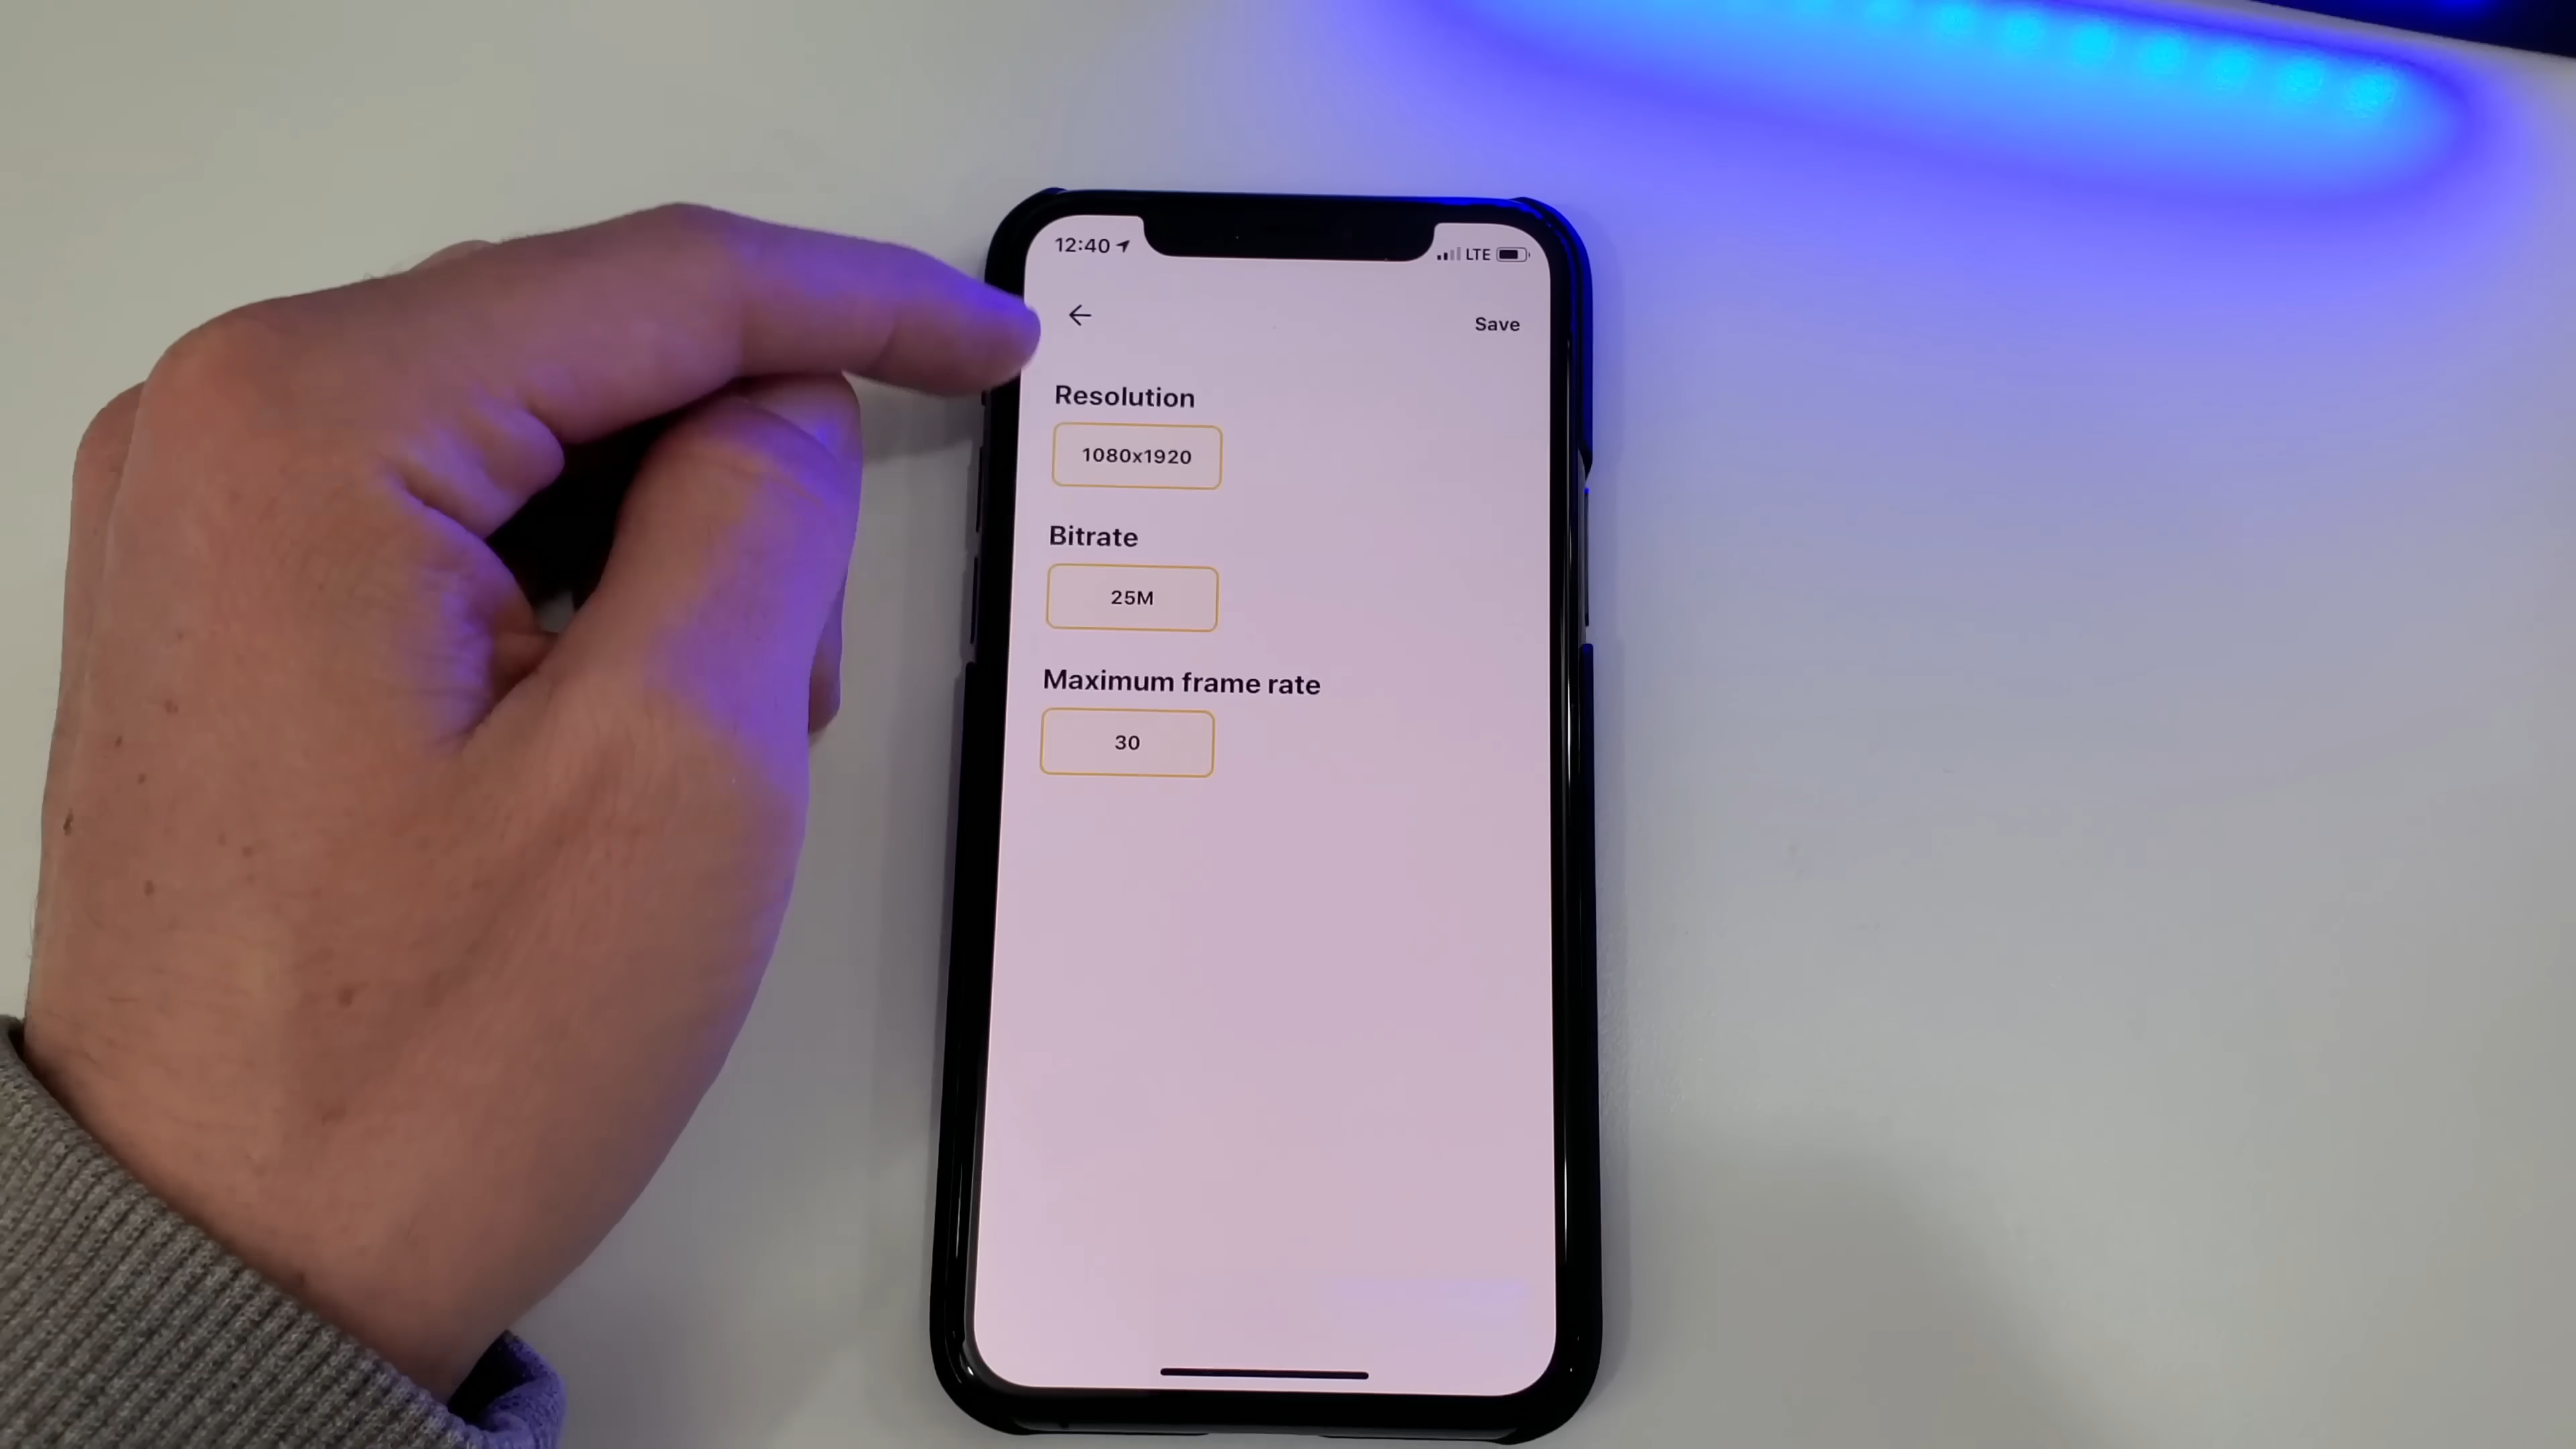 12:40
LTE
Save
Resolution
1080x1920
Bitrate
25M
Maximum frame rate
30